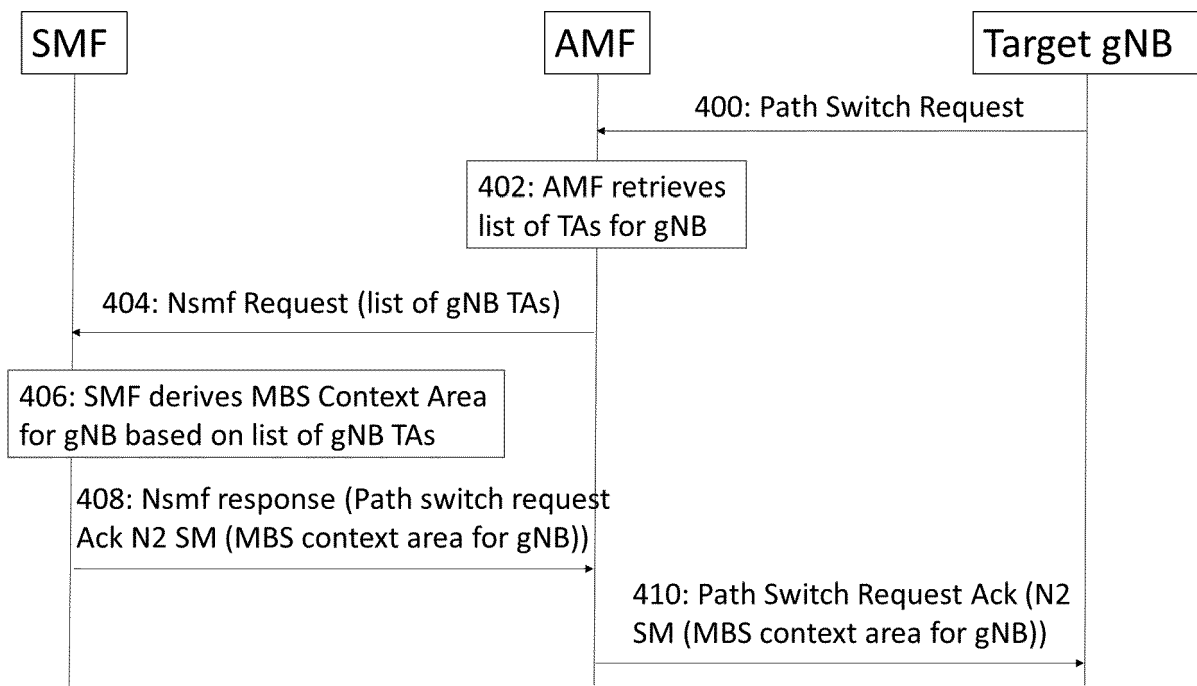 SMF
AMF
Target gNB
400: Path Switch Request
402: AMF retrieves
list of TAs for gNB
404: Nsmf Request (list of gNB TAs)
406: SMF derives MBS Context Area
for gNB based on list of gNB TAs
408: Nsmf response (Path switch request
Ack N2 SM (MBS context area for gNB))
410: Path Switch Request Ack (N2
SM (MBS context area for gNB))